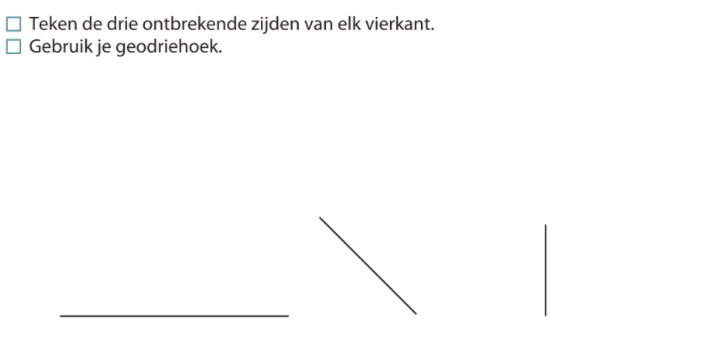 Teken de drie ontbrekende zijden van elk vierkant.
Gebruik je geodriehoek.